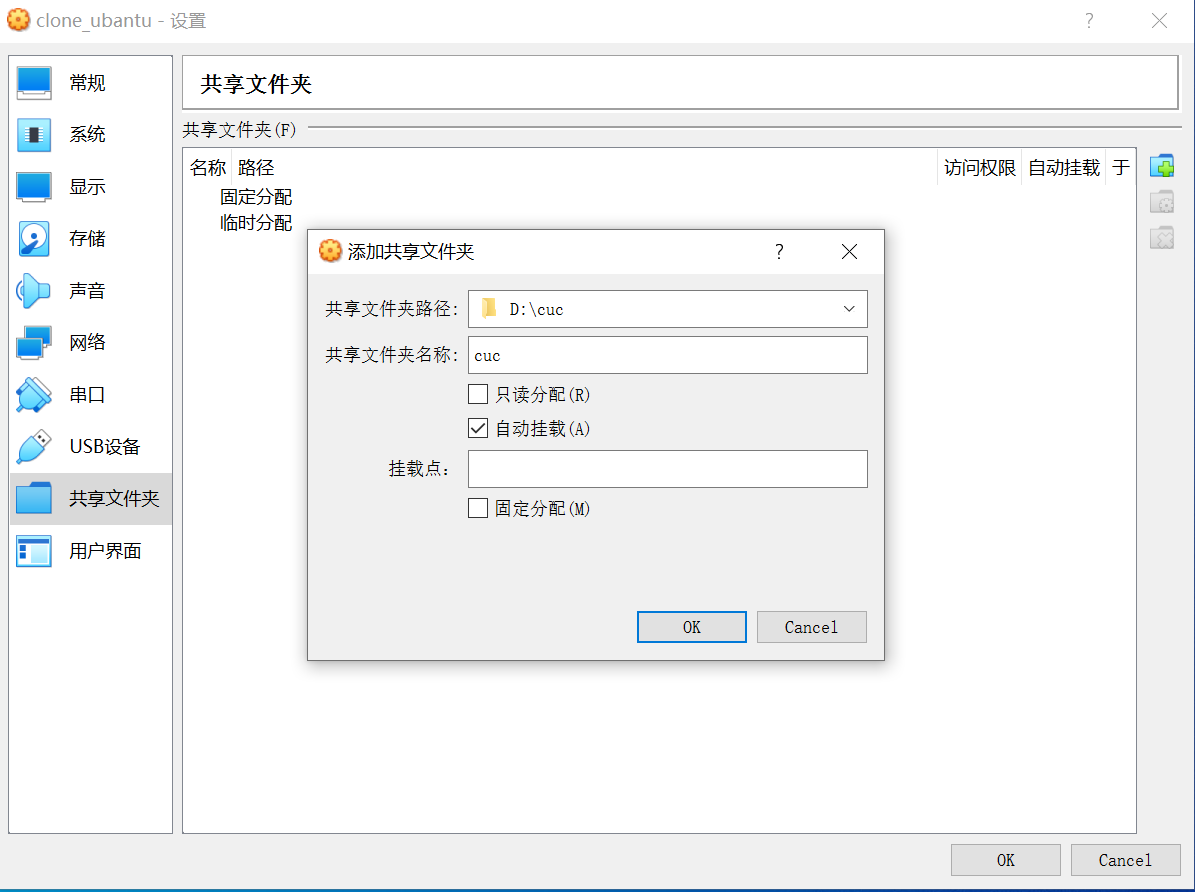 clone_ubantu - 设置
常规
系统
显示
存储
声音
网络
串口
USB设备
共享文件夹
用户界面
共享文件夹
共享文件夹(F)
名称 路径 访问权限 自动挂载 于
固定分配
临时分配
添加共享文件夹
共享文件夹路径: D:\cuc
共享文件夹名称: cuc
只读分配(R)
自动挂载(A)
挂载点:
固定分配(M)
OK Cancel
OK Cancel